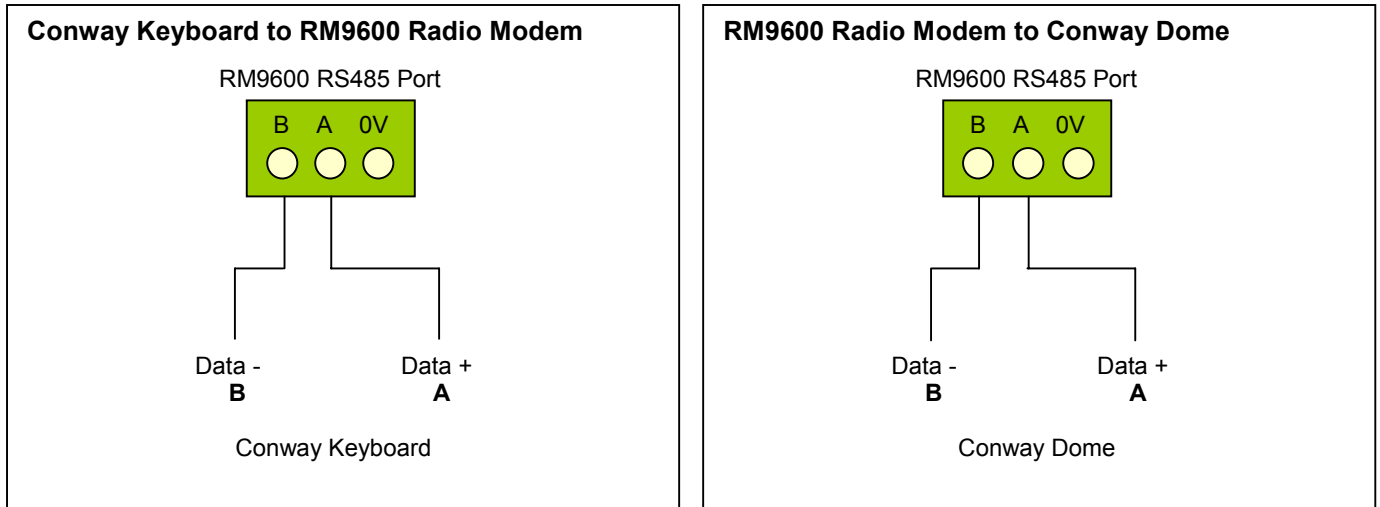 Conway Keyboard to RM9600 Radio Modem
RM9600 RS485 Port
B A 0V
Data - Data +
B A
Conway Keyboard
RM9600 Radio Modem to Conway Dome
RM9600 RS485 Port
B A 0V
Data - Data +
B A
Conway Dome